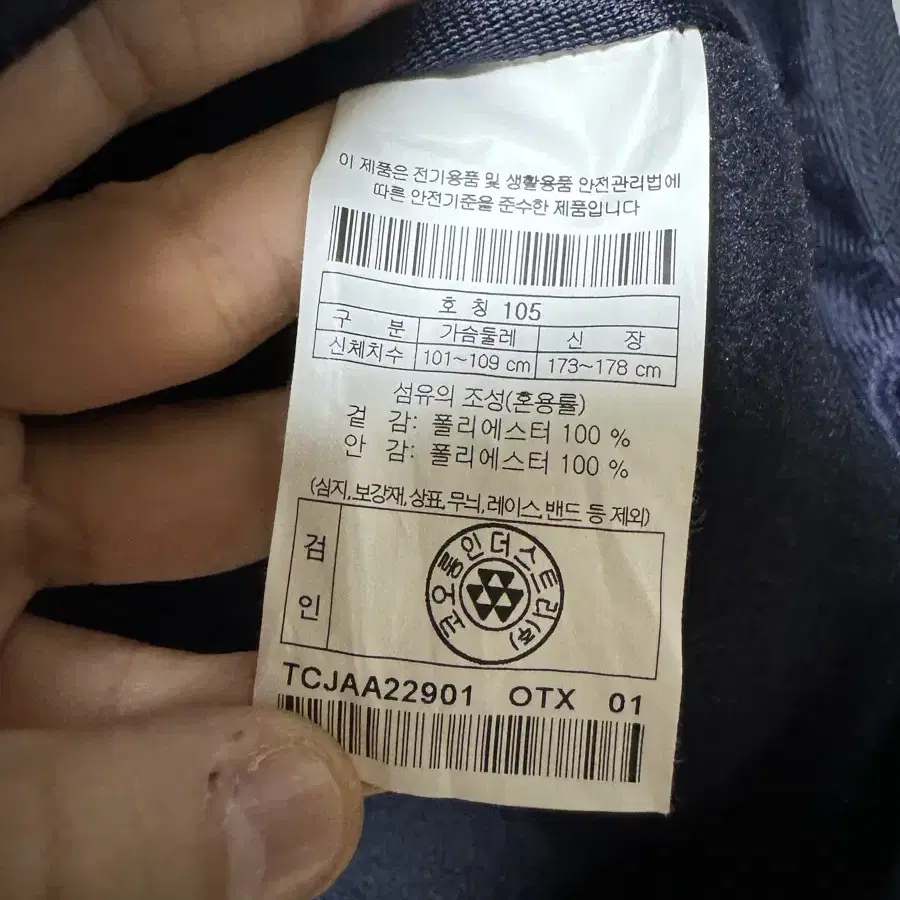 이 제품은 전기용품 및 생활용품 안전관리법에
따른 안전기준을 준수한 제품입니다
호 칭 105
구 분 가슴둘레 신 장
신체치수 101~109 cm 173~178 cm
섬유의 조성(혼용률)
겉 감: 폴리에스터 100 %
안 감: 폴리에스터 100 %
(심지,보강재,상표,무늬,레이스,밴드 등 제외)
검인
코오롱인더스트리(주)
TCJAA22901 OTX 01